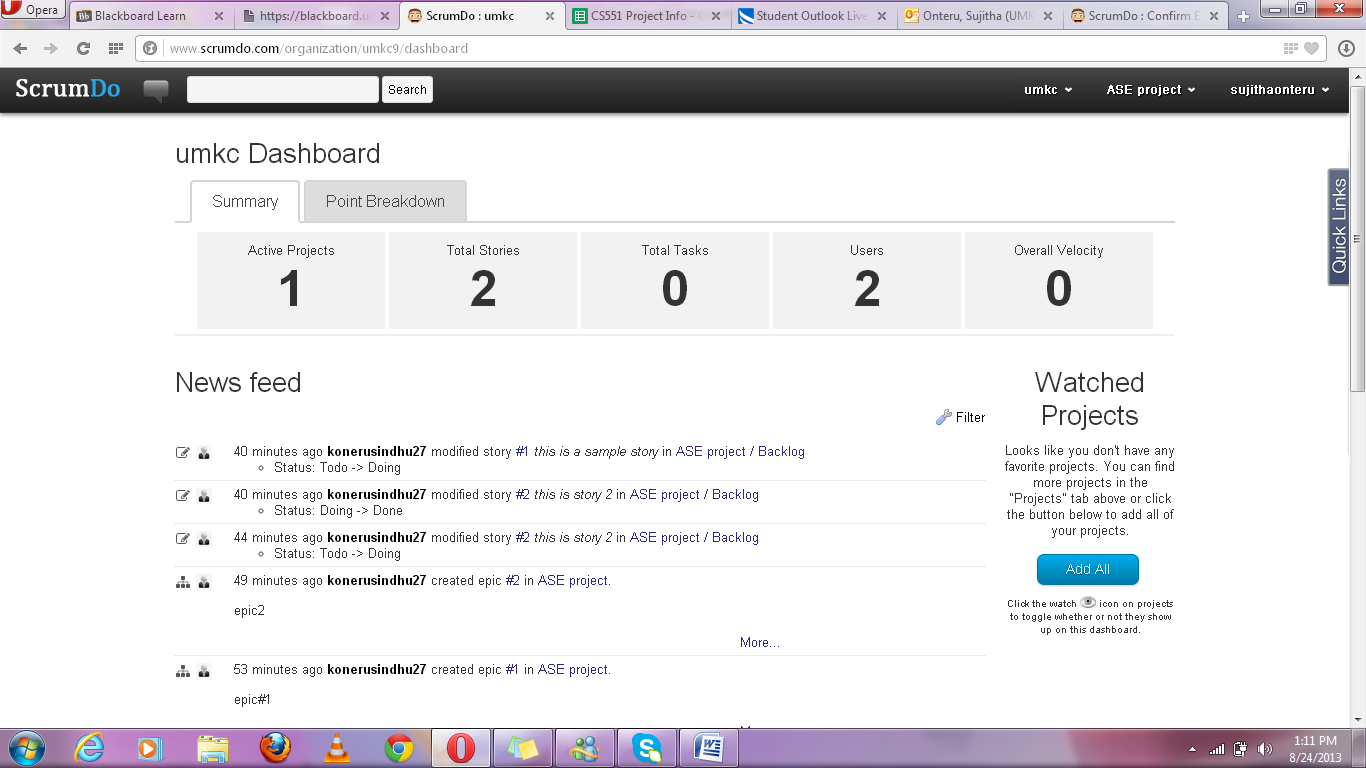 Opera
Blackboard Learn
https://blackboard.u
ScrumDo : umkc
CS551 Project Info -
Student Outlook Live
Onteru, Sujitha (UMK
ScrumDo : Confirm E
www.scrumdo.com/organization/umkc9/dashboard
ScrumDo
Search
umkc
ASE project
sujithaonteru
umkc Dashboard
Summary
Point Breakdown
Quick Links
Active Projects
1
Total Stories
2
Total Tasks
0
Users
2
Overall Velocity
0
News feed
Filter
40 minutes ago konerusindhu27 modified story #1 this is a sample story in ASE project / Backlog
Status: Todo -> Doing
40 minutes ago konerusindhu27 modified story #2 this is story 2 in ASE project / Backlog
Status: Doing -> Done
44 minutes ago konerusindhu27 modified story #2 this is story 2 in ASE project / Backlog
Status: Todo -> Doing
49 minutes ago konerusindhu27 created epic #2 in ASE project.
epic2
More...
53 minutes ago konerusindhu27 created epic #1 in ASE project.
epic#1
Watched
Projects
Looks like you don't have any
favorite projects. You can find
more projects in the
"Projects" tab above or click
the button below to add all of
your projects.
Add All
Click the watch icon on projects
to toggle whether or not they show
up on this dashboard.
1:11 PM
8/24/2013